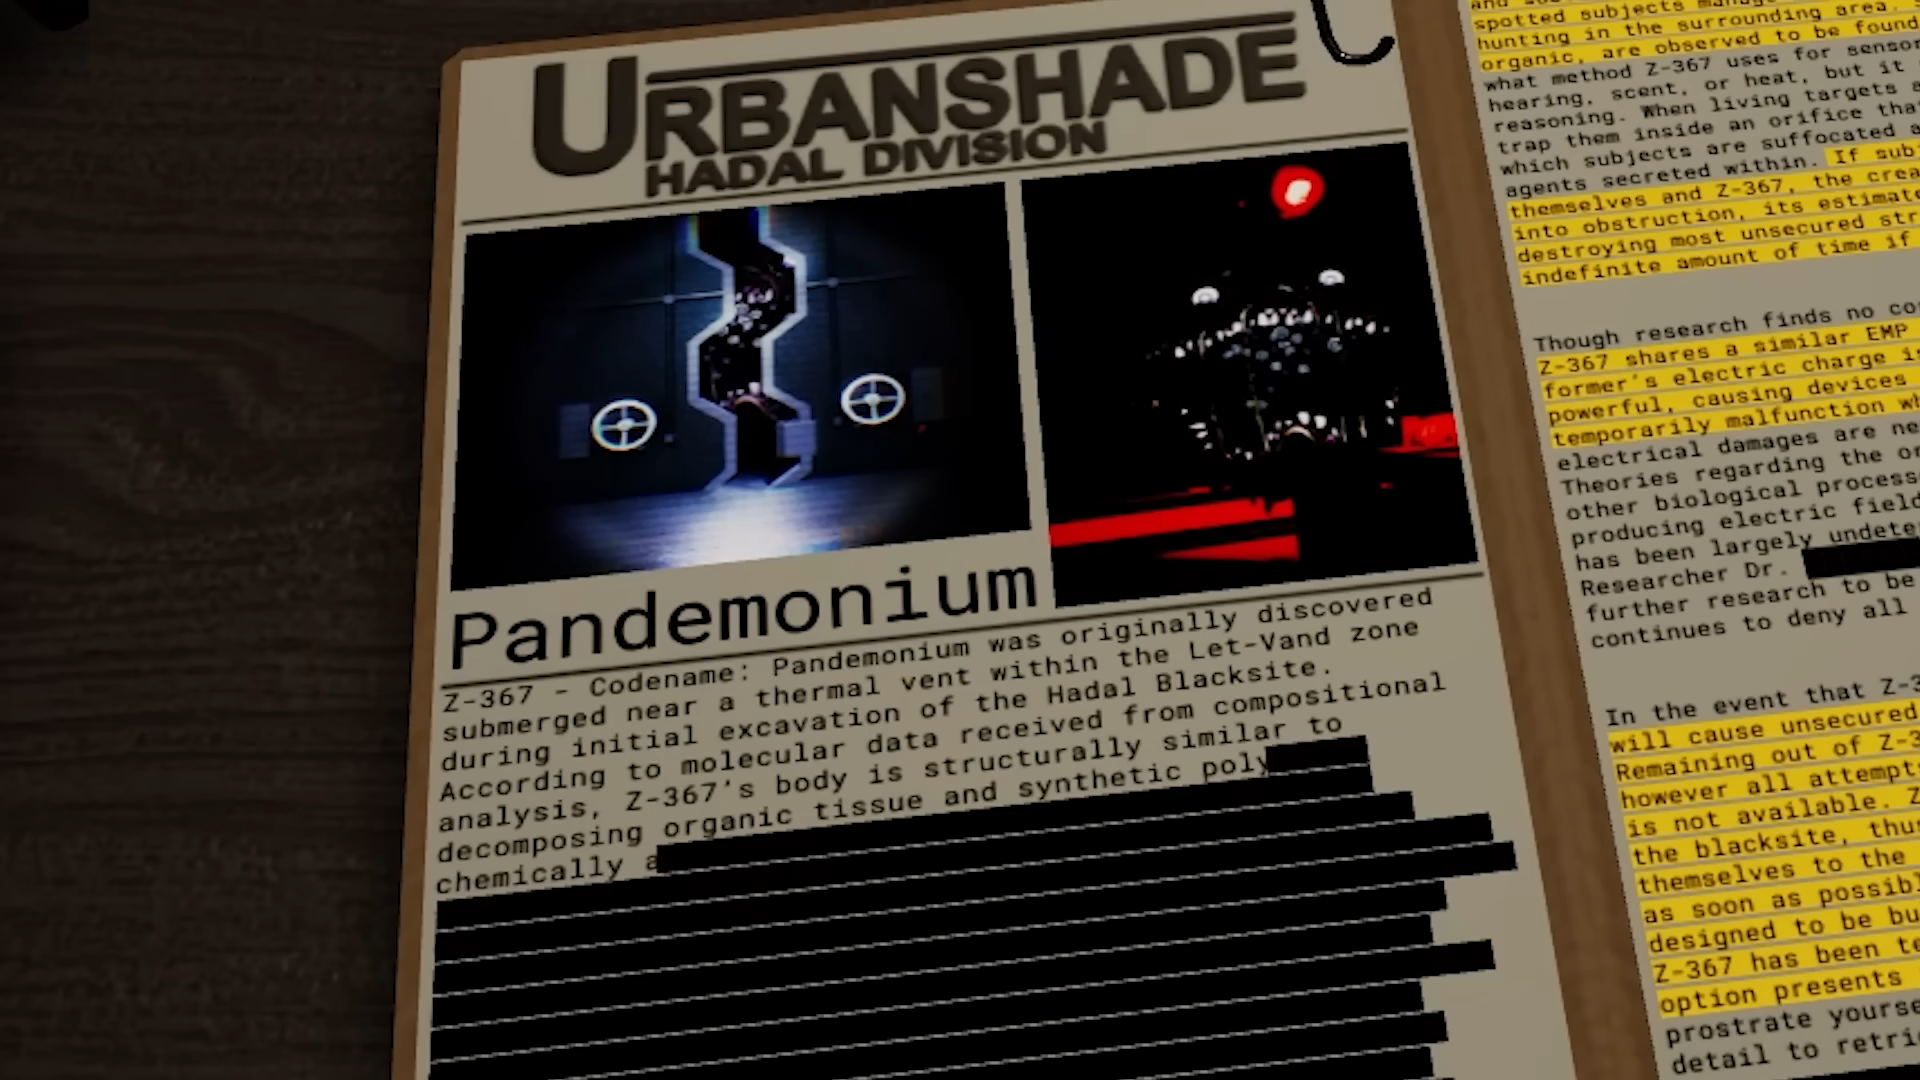 URBANSHADE
HADAL DIVISION
Pandemonium
Z-367 - Codename: Pandemonium was originally discovered
submerged near a thermal vent within the Let-Vand zone
during initial excavation of the Hadal Blacksite.
According to molecular data received from compositional
analysis, Z-367's body is structurally similar to
decomposing organic tissue and synthetic poly
chemically a
spotted subjects
hunting in the surrounding area.
organic, are observed to be found
what method Z-367 uses for sensor
hearing, scent, or heat, but it
reasoning. When living targets a
trap them inside an orifice tha
which subjects are suffocated a
agents secreted within. If sub
themselves and Z-367, the crea
into obstruction, its estimate
destroying most unsecured str
indefinite amount of time if
Though research finds no co
Z-367 shares a similar EMP
former's electric charge is
powerful, causing devices
temporarily malfunction wh
electrical damages are ne
Theories regarding the or
other biological process
producing electric field
has been largely undete
Researcher Dr.
further research to be
continues to deny all
In the event that Z-3
will cause unsecured
Remaining out of Z-3
however all attempt
is not available. Z
the blacksite, thus
themselves to the
as soon as possibl
designed to be bu
Z-367 has been te
option presents
prostrate yourse
detail to retri